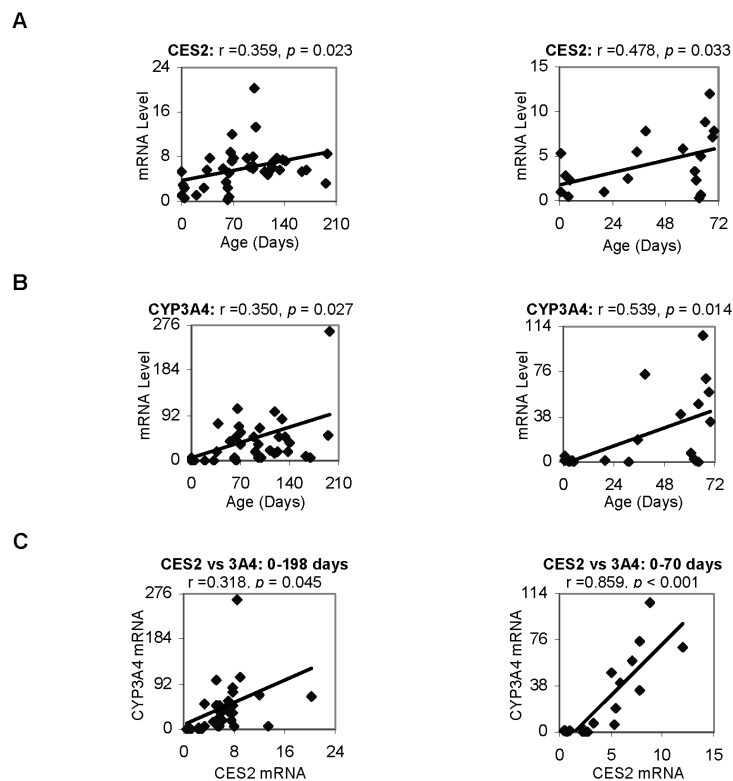 A
CES2: r =0.359, p = 0.023
CES2: r =0.478, p = 0.033
24
16
8
0
mRNA Level
0 70 140 210
Age (Days)
15
10
5
0
mRNA Level
0 24 48 72
Age (Days)
B
CYP3A4: r =0.350, p = 0.027
CYP3A4: r =0.539, p = 0.014
276
184
92
0
mRNA Level
0 70 140 210
Age (Days)
114
76
38
0
mRNA Level
0 24 48 72
Age (Days)
C
CES2 vs 3A4: 0-198 days
r =0.318, p = 0.045
CES2 vs 3A4: 0-70 days
r=0.859, p < 0.001
276
184
92
0
CYP3A4 mRNA
0 8 16 24
CES2 mRNA
114
76
38
0
CYP3A4 mRNA
0 5 10 15
CES2 mRNA